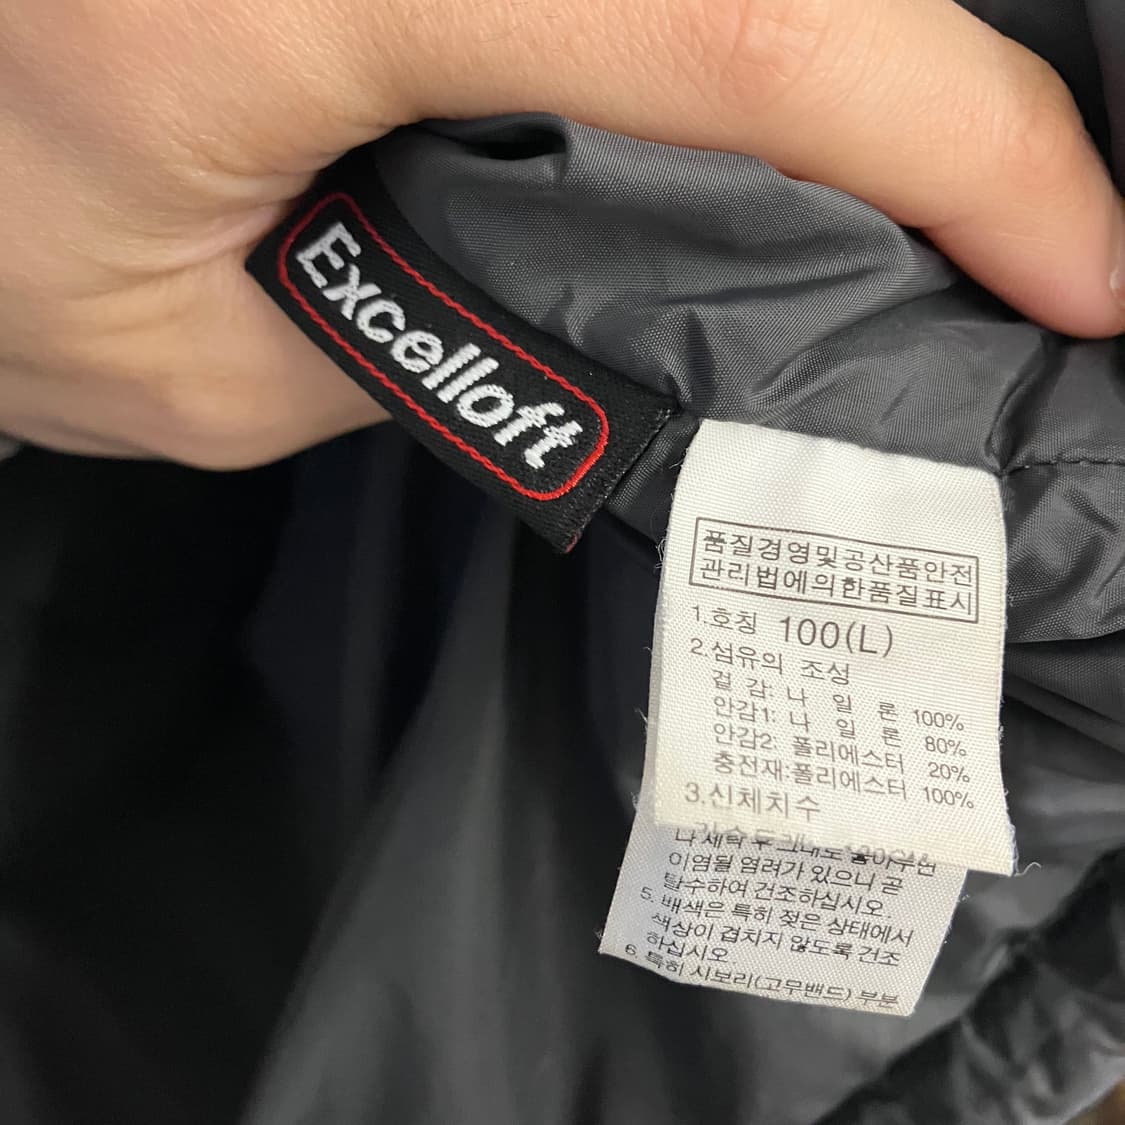 Excelloft
품질경영및공산품안전
관리법에의한품질표시
1.호칭 100(L)
2.섬유의 조성
겉 감: 나 일 론 100%
안감1: 나 일 론 80%
안감2: 폴리에스터 20%
충전재:폴리에스터 100%
3.신체치수
가슴둘레
이염될 염려가 있으니 곧
탈수하여 건조하십시오.
5. 배색은 특히 젖은 상태에서
색상이 겹치지 않도록 건조
하십시오
6. 특히 시보리(고무밴드) 부분